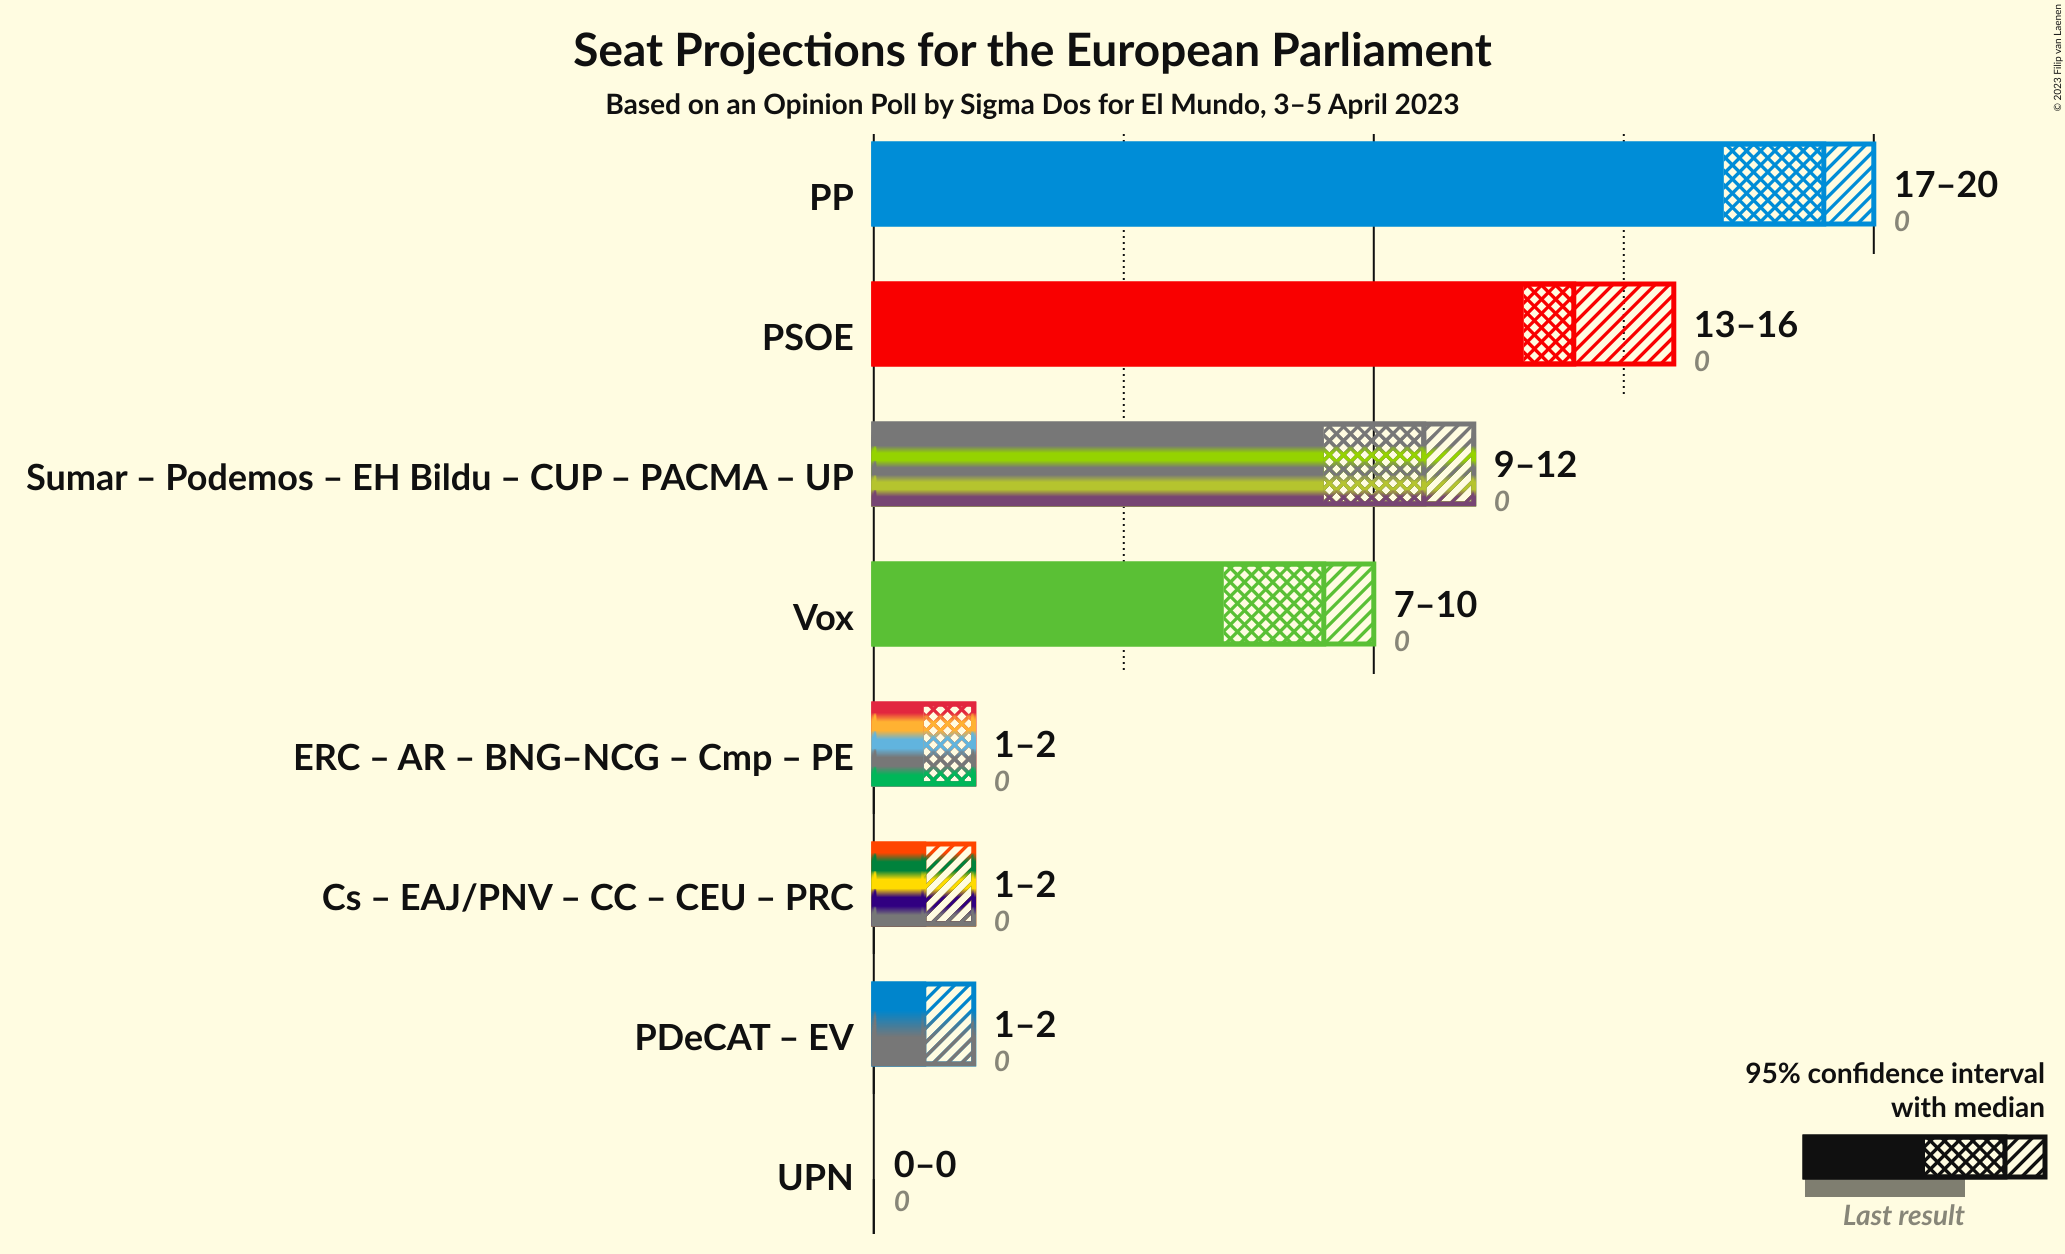 Seat Projections for the European Parliament
Based on an Opinion Poll by Sigma Dos for El Mundo, 3–5 April 2023
© 2023 Filip van Laenen
PP
17–20
0
PSOE
13–16
0
Sumar – Podemos – EH Bildu – CUP – PACMA – UP
9–12
0
Vox
7–10
0
ERC – AR – BNG–NCG – Cmp – PE
1–2
0
Cs – EAJ/PNV – CC – CEU – PRC
1–2
0
PDeCAT – EV
1–2
0
UPN
0–0
0
95% confidence interval
with median
Last result